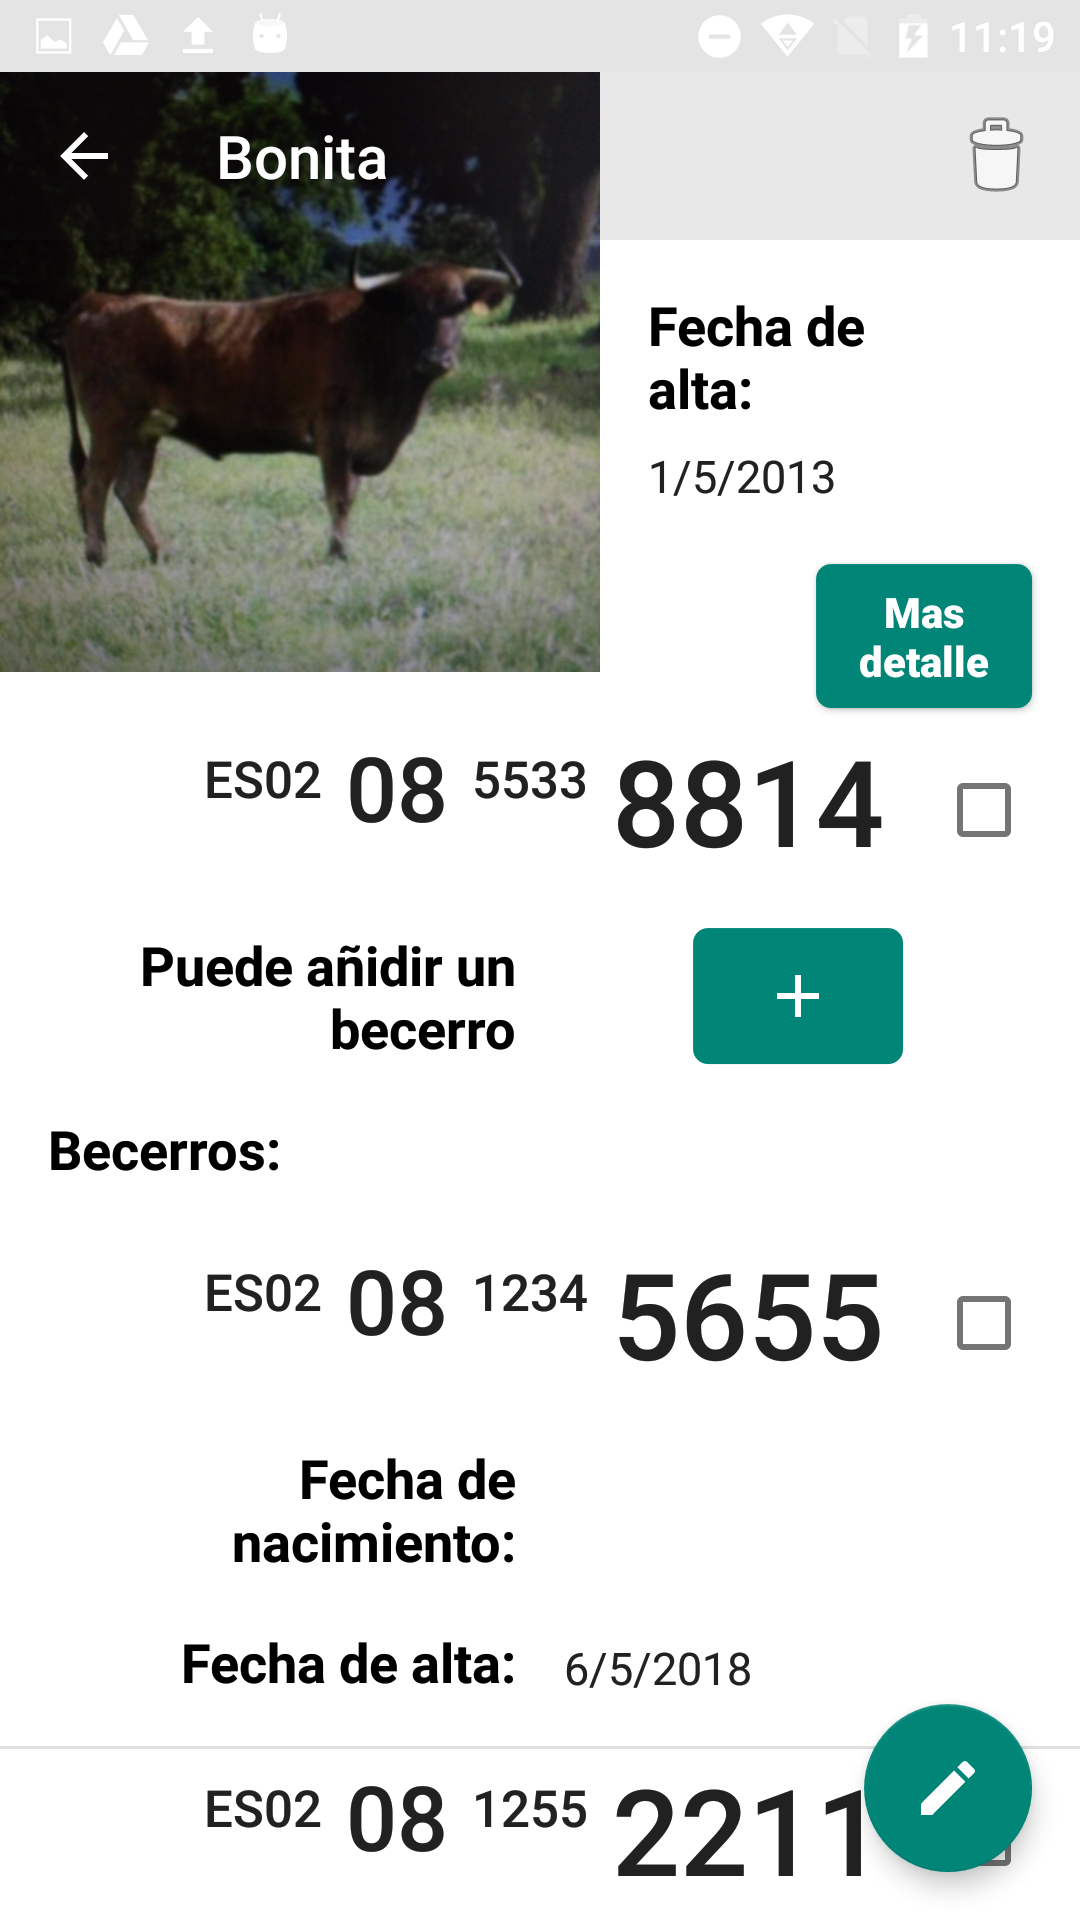 11:19
Bonita
Fecha de
alta:
1/5/2013
Mas
detalle
ES02 08 5533 8814
Puede añidir un
becerro
+
Becerros:
ES02 08 1234 5655
Fecha de
nacimiento:
Fecha de alta: 6/5/2018
ES02 08 1255 2211